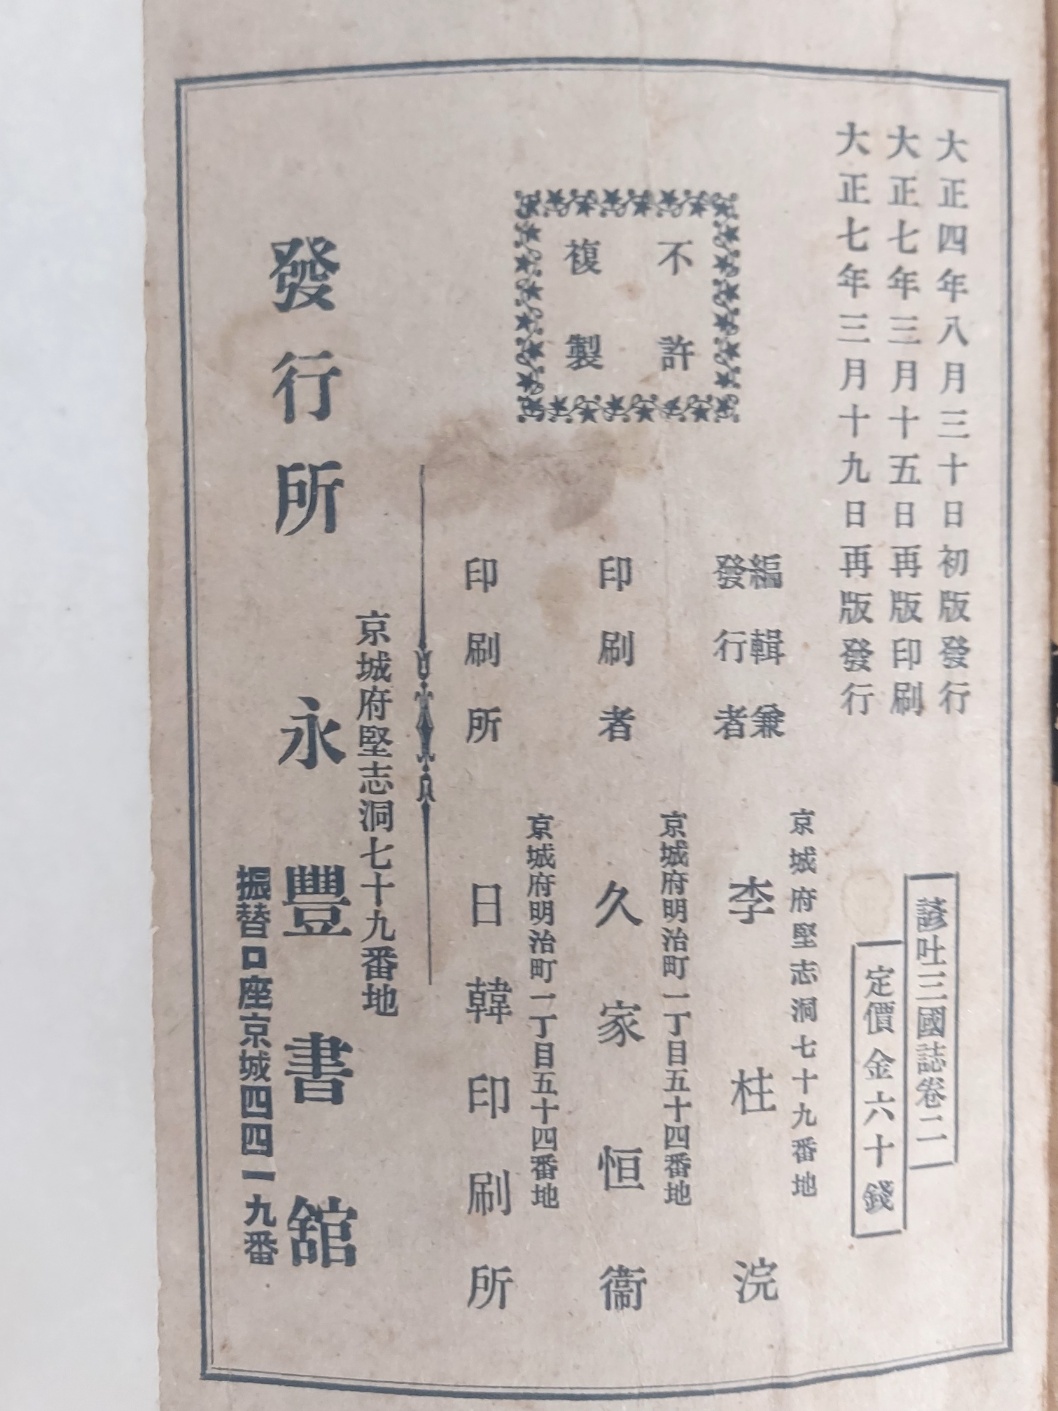 大正四年八月三十日初版發行
大正七年三月十五日再版印刷
大正七年三月十九日再版發行
諺吐三國誌卷二
定價金六十錢
不許
複製
編輯兼
發行者
京城府堅志洞七十九番地
李柱浣
印刷者
京城府明治町一丁目五十四番地
久家恒衞
印刷所
京城府明治町一丁目五十四番地
日韓印刷所
京城府堅志洞七十九番地
發行所 永豐書舘
振替口座京城四四一九番